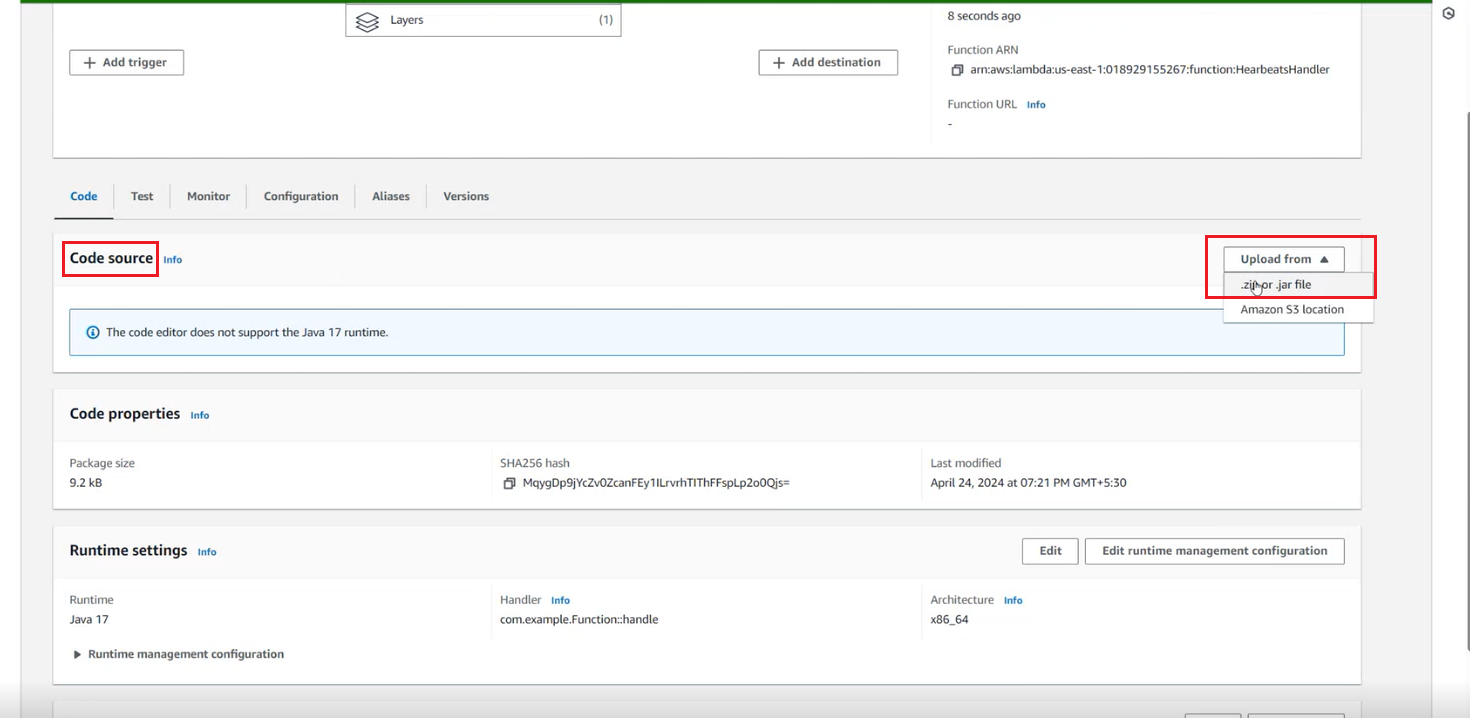 Layers (1)
8 seconds ago
Add trigger
Add destination
Function ARN
arn:aws:lambda:us-east-1:018929155267:function:HearbeatsHandler
Function URL Info
-
Code Test Monitor Configuration Aliases Versions
Code source Info
Upload from
.zip or .jar file
Amazon S3 location
The code editor does not support the Java 17 runtime.
Code properties Info
Package size
9.2 kB
SHA256 hash
MqygDp9jYcZv0ZcanFEy1ILrvrhTIThFFspLp2o0Qjs=
Last modified
April 24, 2024 at 07:21 PM GMT+5:30
Runtime settings Info
Edit
Edit runtime management configuration
Runtime
Java 17
Handler Info
com.example.Function::handle
Architecture Info
x86_64
Runtime management configuration